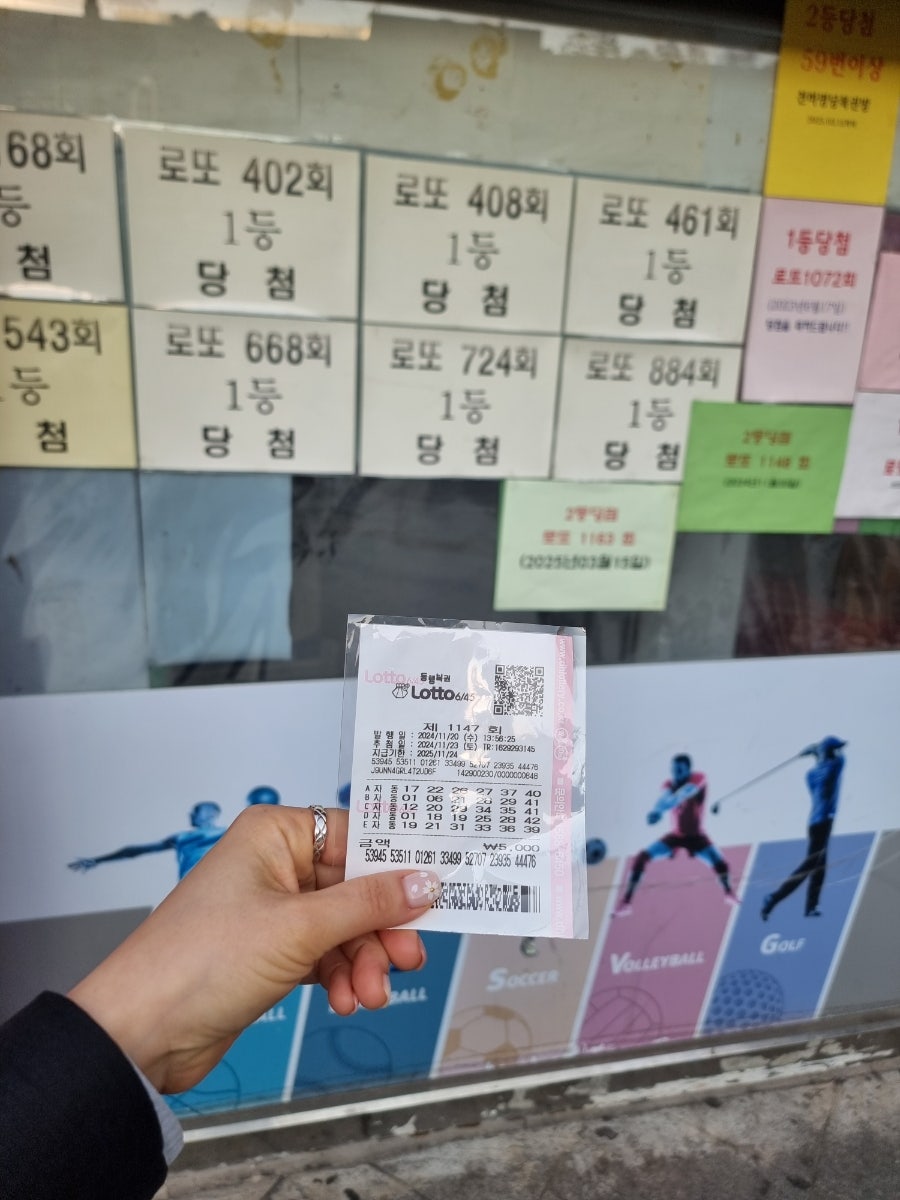 2등당첨
59번이상
68회
등
첨
로또 402회
1등
당 첨
로또 408회
1등
당 첨
로또 461회
1등
당 첨
1등당첨
로또1072회
543회
등
첨
로또 668회
1등
당 첨
로또 724회
1등
당 첨
로또 884회
1등
당 첨
2등당첨
2등당첨
로또 1163 회
(2025년03월15일)
Lotto
동행복권
Lotto 6/45
제 1147 회
발 행 일 : 2024/11/20 (수) 13:56:25
추 첨 일 : 2024/11/23 (토) TR:1629293145
지급기한 : 2025/11/24
53945 53511 01261 33499 52707 23935 44476
142900230/0000000648
A 자 동 17 22 26 27 37 40
B 자 동 01 06 28 29 41
C 자 동 12 20 29 34 35 41
D 자 동 01 18 19 25 28 42
E 자 동 19 21 31 33 36 39
금액 ₩5,000
53945 53511 01261 33499 52707 23935 44476
SOCCER
VOLLEYBALL
GOLF